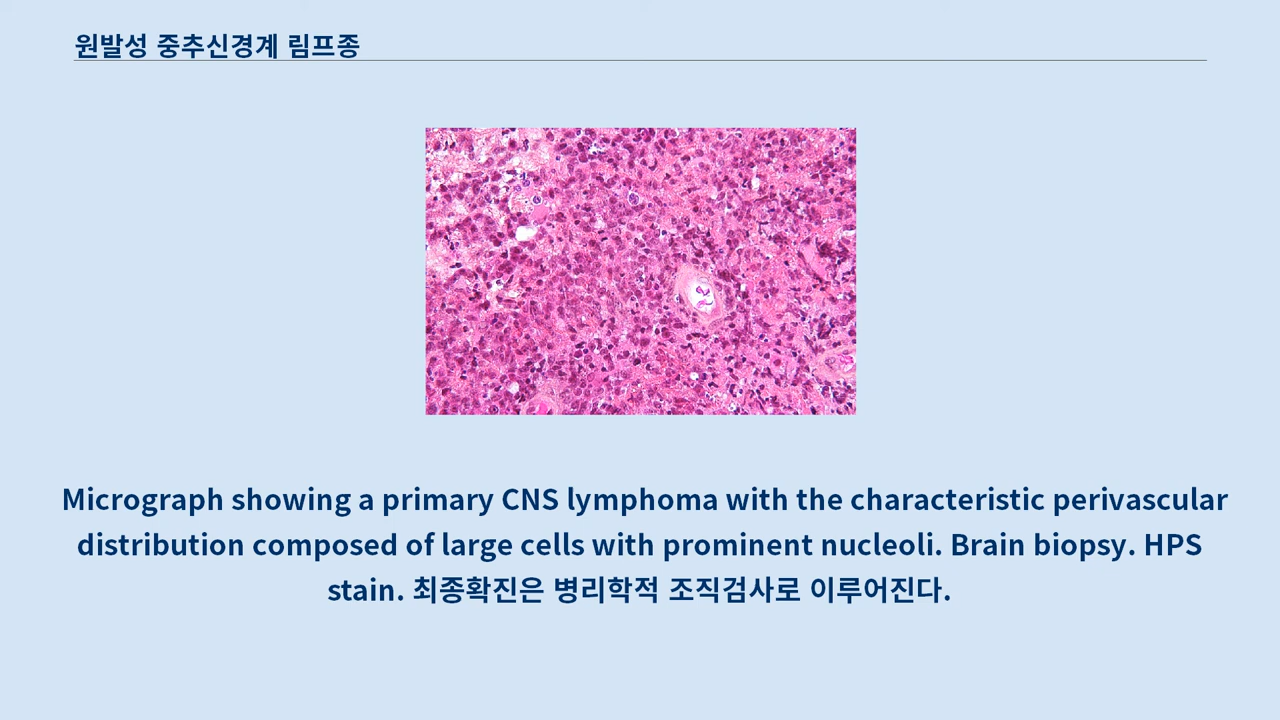 원발성 중추신경계 림프종
Micrograph showing a primary CNS lymphoma with the characteristic perivascular
distribution composed of large cells with prominent nucleoli. Brain biopsy. HPS
stain. 최종확진은 병리학적 조직검사로 이루어진다.